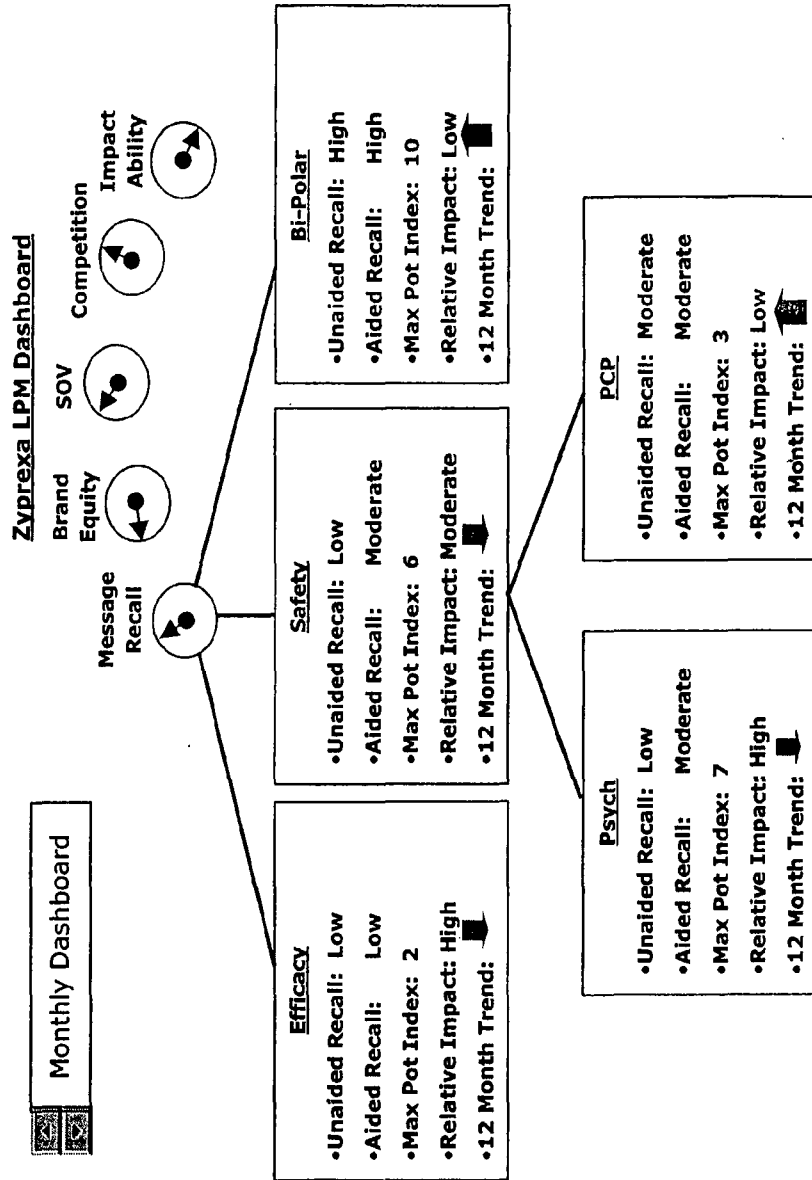 Zyprexa LPM Dashboard
Monthly Dashboard
Message
Recall
Brand
Equity
SOV
Competition
Impact
Ability
Efficacy
•Unaided Recall: Low
•Aided Recall: Low
•Max Pot Index: 2
•Relative Impact: High
•12 Month Trend:
Safety
•Unaided Recall: Low
•Aided Recall: Moderate
•Max Pot Index: 6
•Relative Impact: Moderate
•12 Month Trend:
Bi-Polar
•Unaided Recall: High
•Aided Recall: High
•Max Pot Index: 10
•Relative Impact: Low
•12 Month Trend:
Psych
•Unaided Recall: Low
•Aided Recall: Moderate
•Max Pot Index: 7
•Relative Impact: High
•12 Month Trend:
PCP
•Unaided Recall: Moderate
•Aided Recall: Moderate
•Max Pot Index: 3
•Relative Impact: Low
•12 Month Trend: